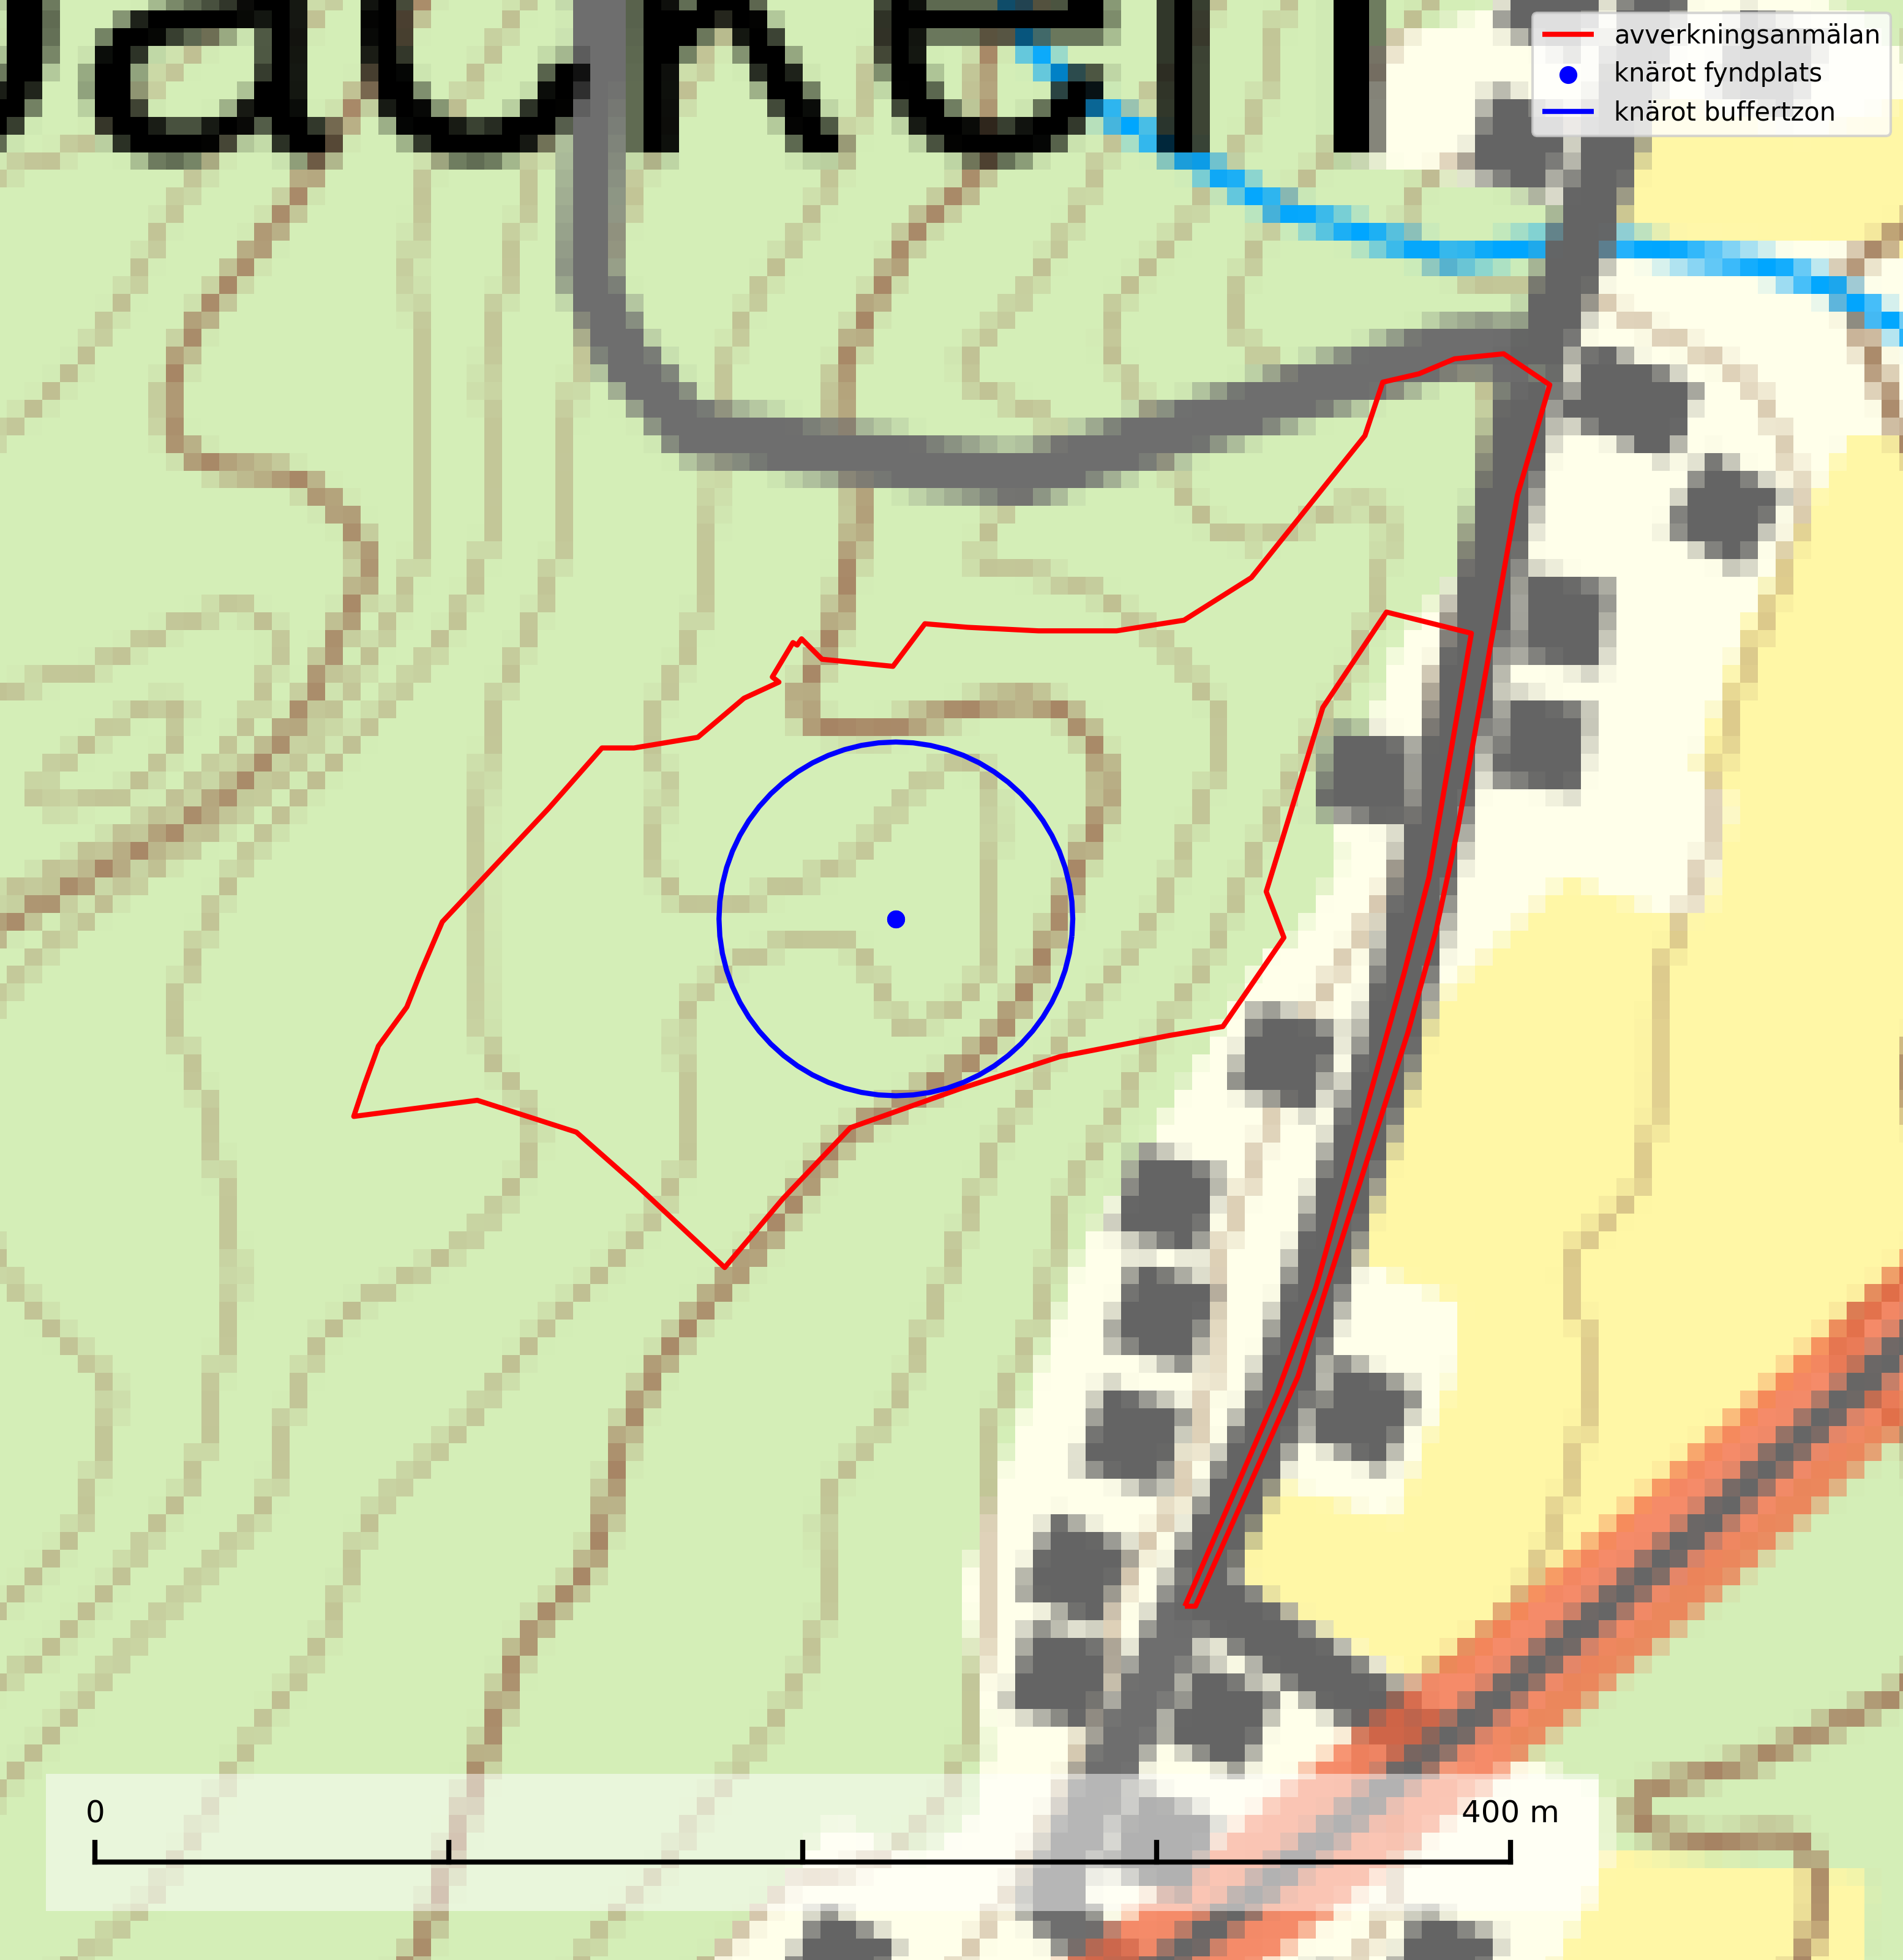 avverkningsanmälan
knärot fyndplats
knärot buffertzon
0
400 m